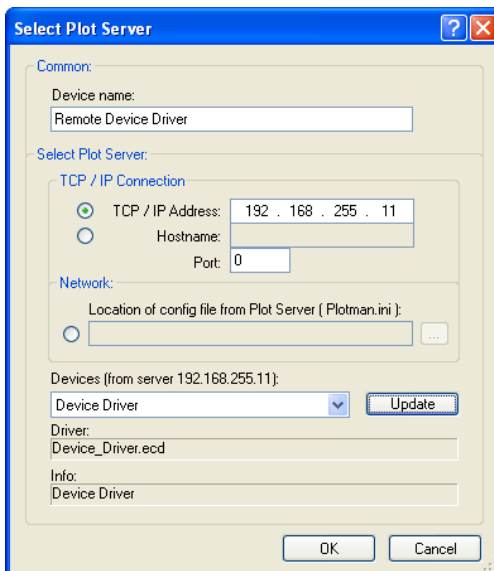 Select Plot Server
Common:
Device name:
Remote Device Driver
Select Plot Server:
TCP / IP Connection
TCP / IP Address: 192 . 168 . 255 . 11
Hostname:
Port: 0
Network:
Location of config file from Plot Server ( Plotman.ini ):
...
Devices (from server 192.168.255.11):
Device Driver Update
Driver:
Device_Driver.ecd
Info:
Device Driver
OK Cancel